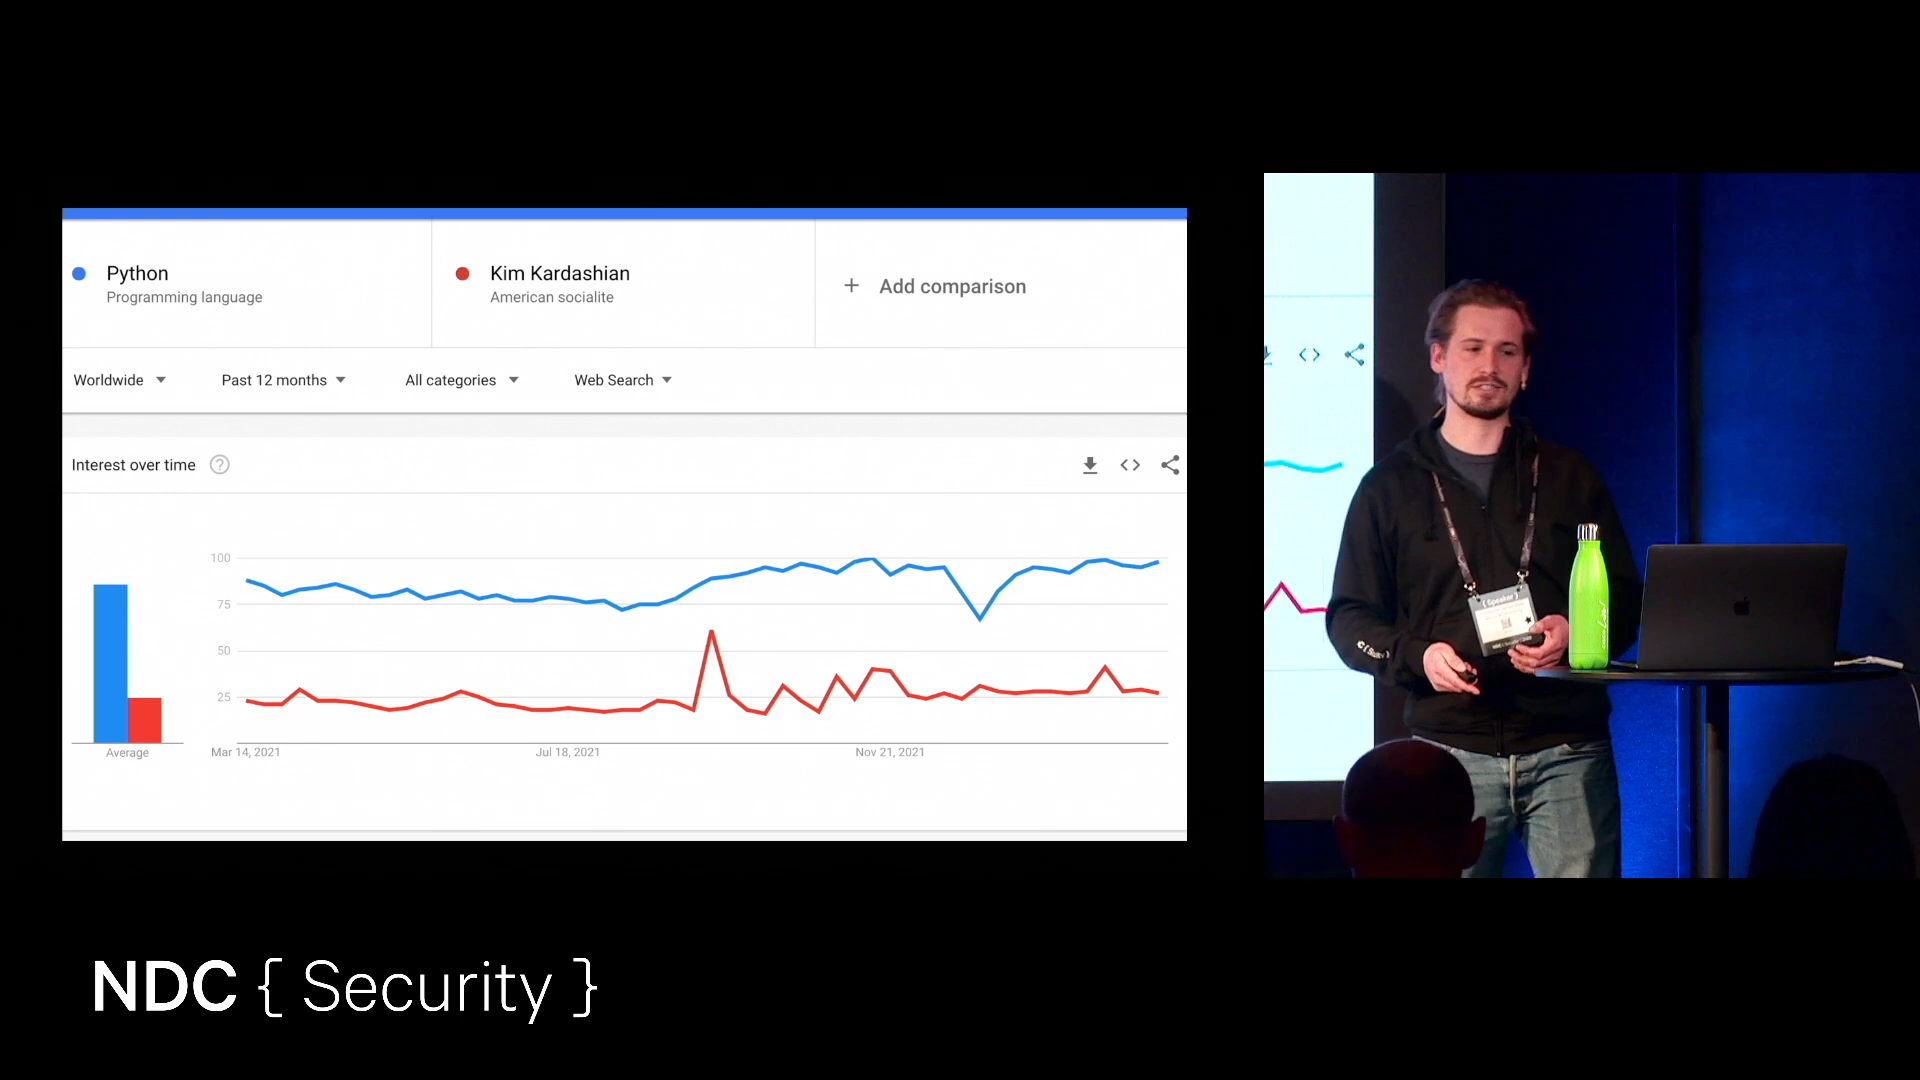 Python
Programming language
Kim Kardashian
American socialite
+ Add comparison
Worldwide
Past 12 months
All categories
Web Search
Interest over time ?
100
75
50
25
Average
Mar 14, 2021
Jul 18, 2021
Nov 21, 2021
{ Speaker }
NDC { Security }